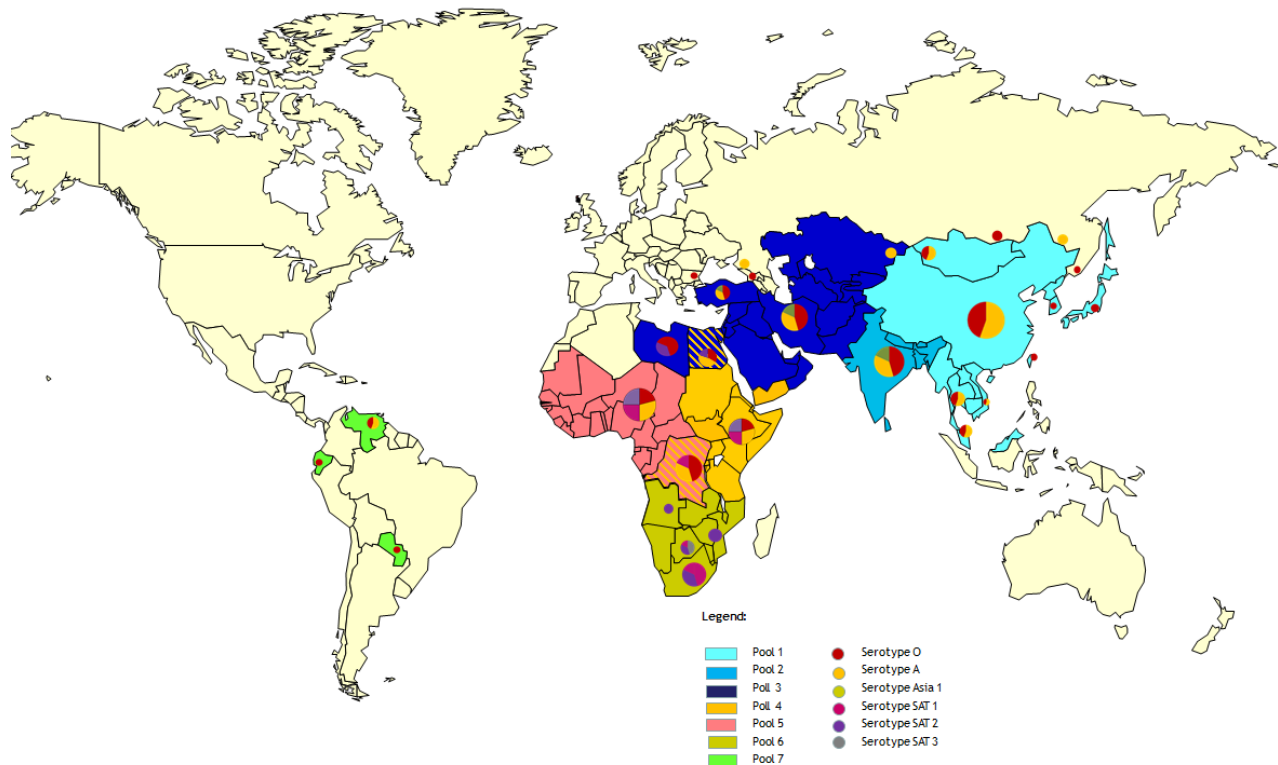 Legend:
Pool 1
Pool 2
Poll 3
Poll 4
Pool 5
Pool 6
Pool 7
Serotype O
Serotype A
Serotype Asia 1
Serotype SAT 1
Serotype SAT 2
Serotype SAT 3